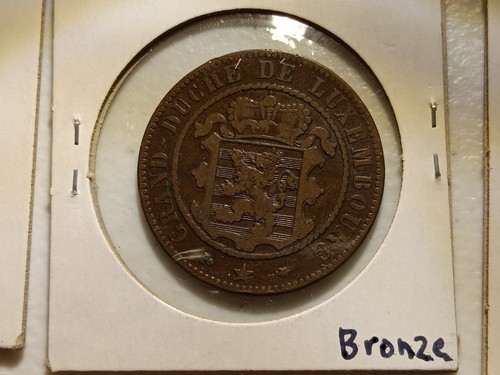 GRAND-DUCHÉ DE LUXEMBOURG
Bronze